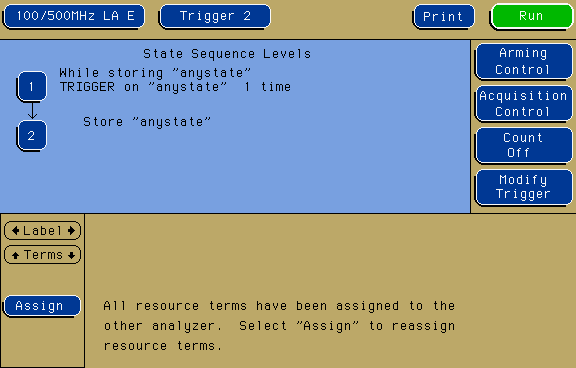 100/500MHz LA E
Trigger 2
Print
Run
State Sequence Levels
While storing "anystate"
TRIGGER on "anystate" 1 time
1
2
Store "anystate"
Arming
Control
Acquisition
Control
Count
Off
Modify
Trigger
Label
Terms
Assign
All resource terms have been assigned to the
other analyzer. Select "Assign" to reassign
resource terms.